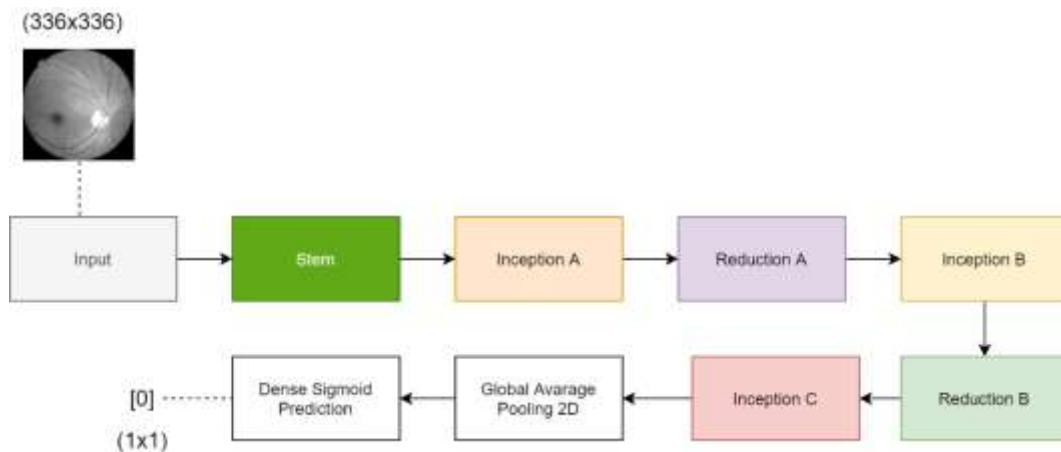 (336x336)
Input
Stem
Inception A
Reduction A
Inception B
[0]
(1x1)
Dense Sigmoid
Prediction
Global Avarage
Pooling 2D
Inception C
Reduction B